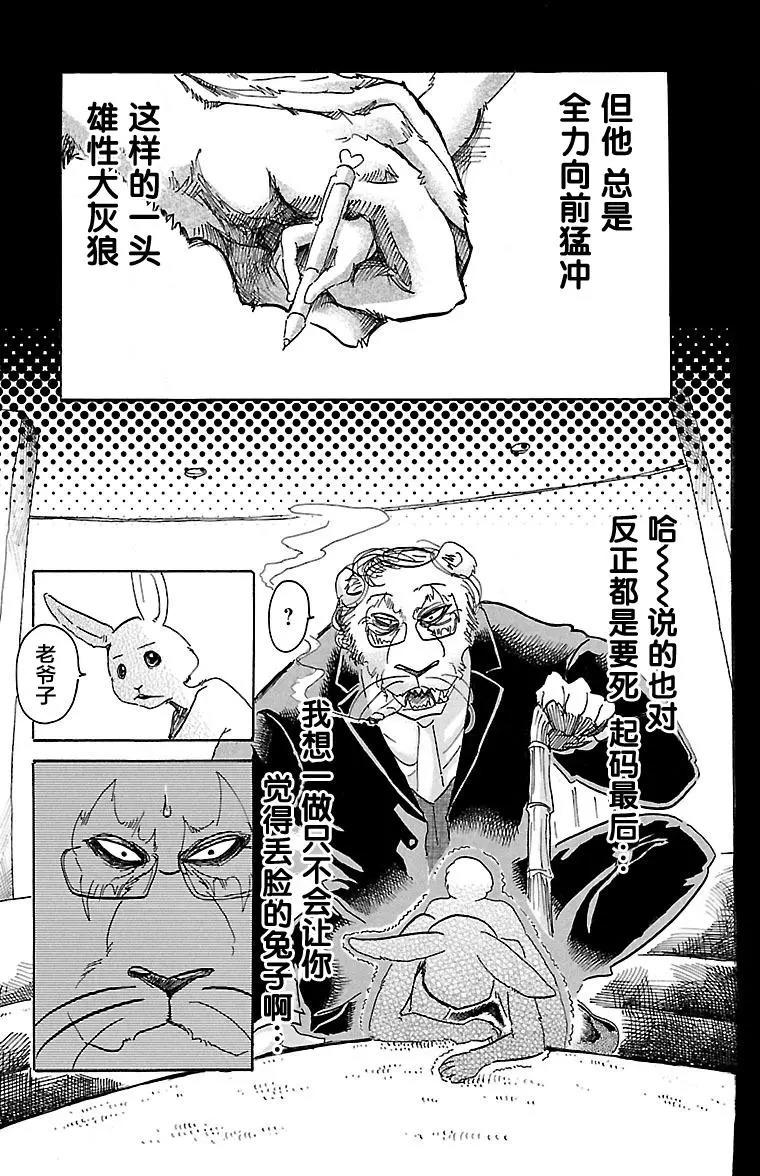 但他 总是
全力向前猛冲
这样的一头
雄性大灰狼
哈~~~说的也对
反正都是要死 起码最后…
我想一做只不会让你
觉得丢脸的兔子啊…
?
老爷子